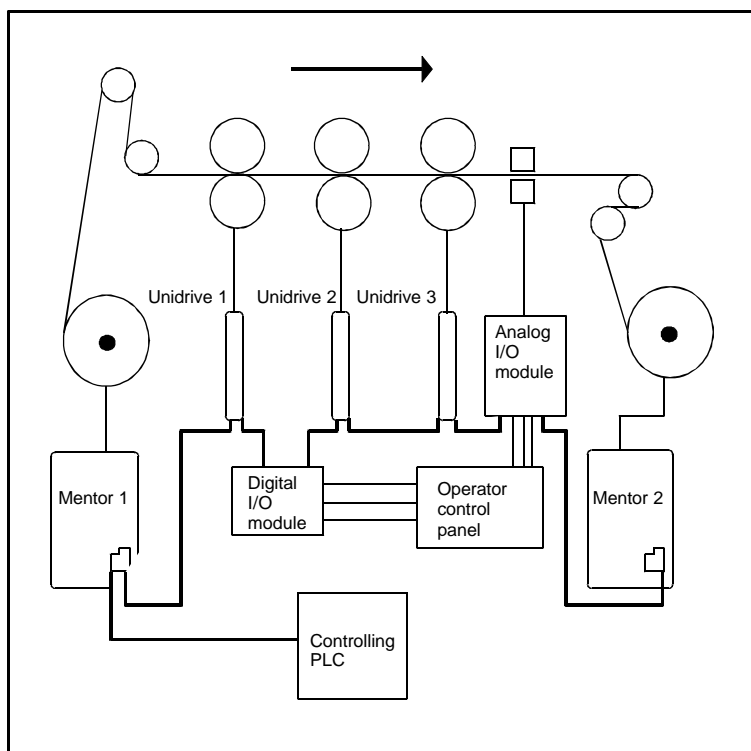 Unidrive 1
Unidrive 2
Unidrive 3
Analog
I/O
module
Mentor 1
Digital
I/O
module
Operator
control
panel
Mentor 2
Controlling
PLC